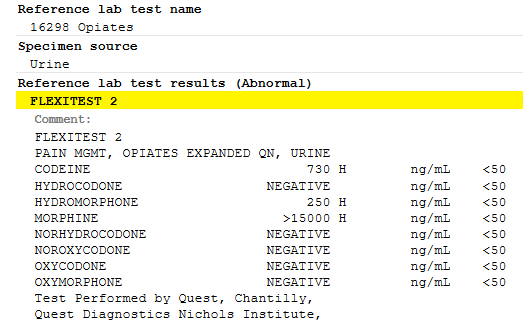 Reference lab test name
16298 Opiates
Specimen source
Urine
Reference lab test results (Abnormal)
FLEXITEST 2
Comment:
FLEXITEST 2
PAIN MGMT, OPIATES EXPANDED QN, URINE
CODEINE 730 H ng/mL <50
HYDROCODONE NEGATIVE ng/mL <50
HYDROMORPHONE 250 H ng/mL <50
MORPHINE >15000 H ng/mL <50
NORHYDROCODONE NEGATIVE ng/mL <50
NOROXYCODONE NEGATIVE ng/mL <50
OXYCODONE NEGATIVE ng/mL <50
OXYMORPHONE NEGATIVE ng/mL <50
Test Performed by Quest, Chantilly,
Quest Diagnostics Nichols Institute,